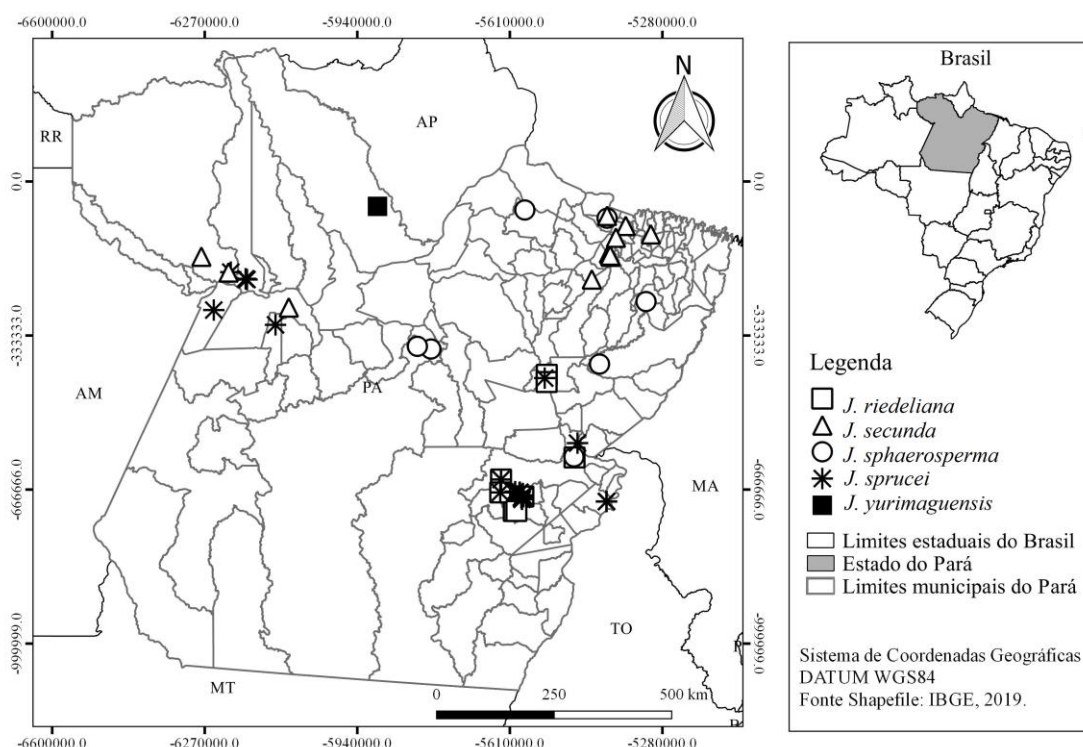 -6600000.0 -6270000.0 -5940000.0 -5610000.0 -5280000.0
N
RR
AP
AM
PA
MA
TO
MT
0.0
-333333.0
-666666.0
-999999.0
0.0
-333333.0
-666666.0
-999999.0
0 250 500 km
-6600000.0 -6270000.0 -5940000.0 -5610000.0 -5280000.0
Brasil
Legenda
J. riedeliana
J. secunda
J. sphaerosperma
J. sprucei
J. yurimaguensis
Limites estaduais do Brasil
Estado do Pará
Limites municipais do Pará
Sistema de Coordenadas Geográficas
DATUM WGS84
Fonte Shapefile: IBGE, 2019.